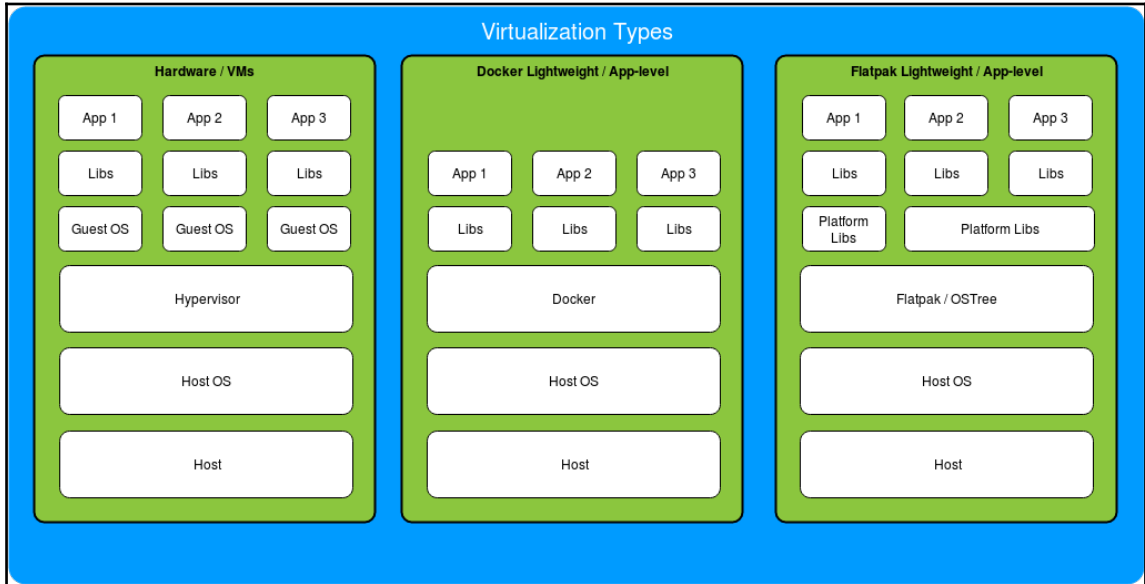 Virtualization Types
Hardware / VMs
App 1
App 2
App 3
Libs
Libs
Libs
Guest OS
Guest OS
Guest OS
Hypervisor
Host OS
Host
Docker Lightweight / App-level
App 1
App 2
App 3
Libs
Libs
Libs
Docker
Host OS
Host
Flatpak Lightweight / App-level
App 1
App 2
App 3
Libs
Libs
Libs
Platform
Libs
Platform Libs
Flatpak / OSTree
Host OS
Host